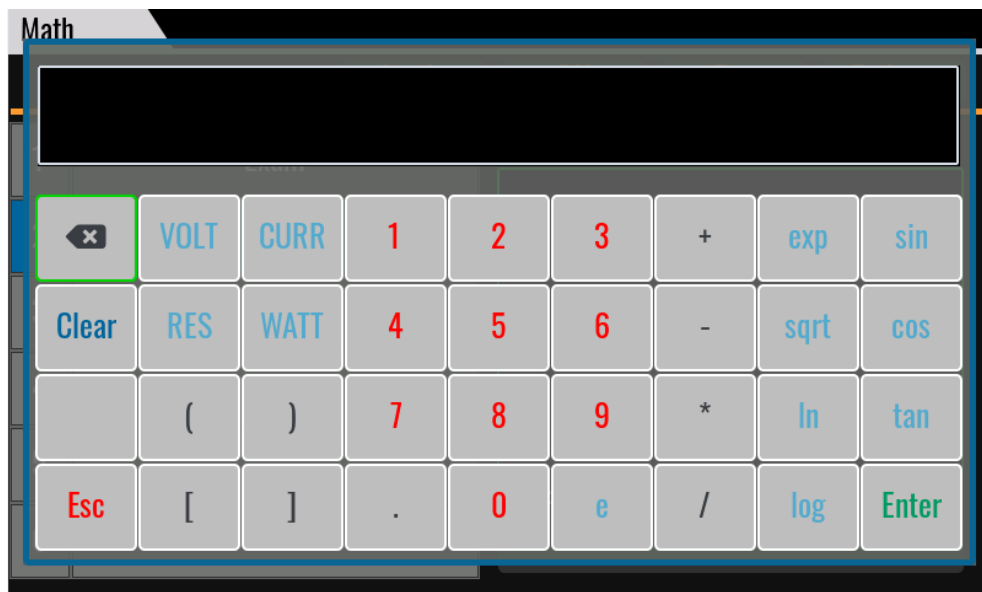 Math
VOLT CURR 1 2 3 + exp sin
Clear RES WATT 4 5 6 - sqrt cos
( ) 7 8 9 * ln tan
Esc [ ] . 0 e / log Enter